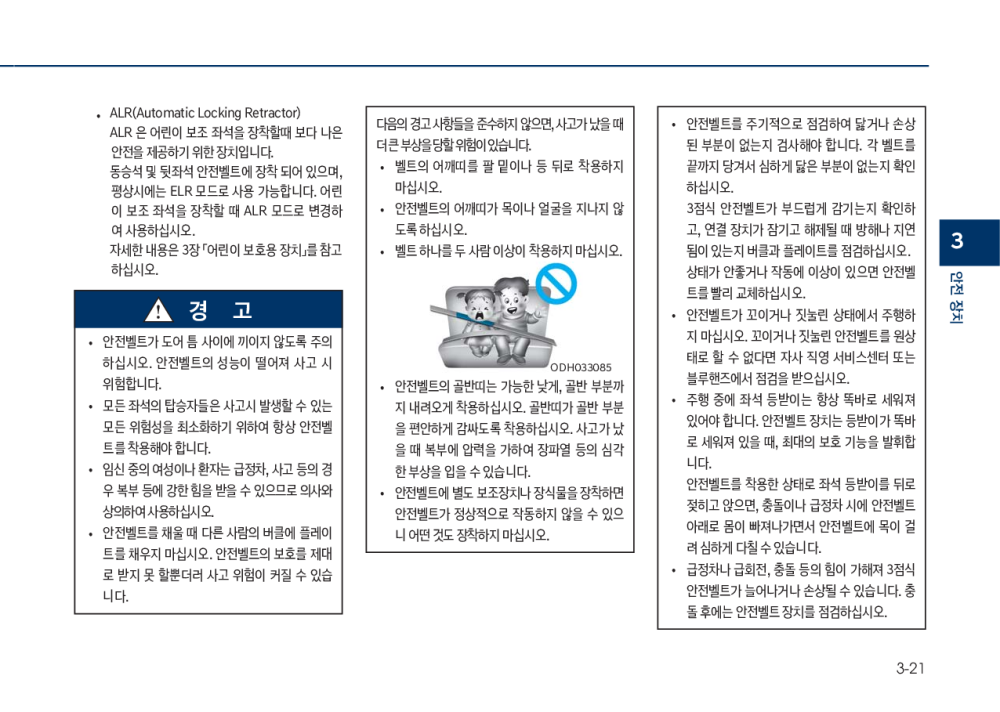 • ALR(Automatic Locking Retractor)
ALR 은 어린이 보조 좌석을 장착할때 보다 나은
안전을 제공하기 위한 장치입니다.
동승석 및 뒷좌석 안전벨트에 장착 되어 있으며,
평상시에는 ELR 모드로 사용 가능합니다. 어린
이 보조 좌석을 장착할 때 ALR 모드로 변경하
여 사용하십시오.
자세한 내용은 3장 「어린이 보호용 장치」를 참고
하십시오.
경 고
• 안전벨트가 도어 틈 사이에 끼이지 않도록 주의
하십시오. 안전벨트의 성능이 떨어져 사고 시
위험합니다.
• 모든 좌석의 탑승자들은 사고시 발생할 수 있는
모든 위험성을 최소화하기 위하여 항상 안전벨
트를 착용해야 합니다.
• 임신 중의 여성이나 환자는 급정차, 사고 등의 경
우 복부 등에 강한 힘을 받을 수 있으므로 의사와
상의하여 사용하십시오.
• 안전벨트를 채울 때 다른 사람의 버클에 플레이
트를 채우지 마십시오. 안전벨트의 보호를 제대
로 받지 못 할뿐더러 사고 위험이 커질 수 있습
니다.
다음의 경고 사항들을 준수하지 않으면, 사고가 났을 때
더 큰 부상을 당할 위험이 있습니다.
• 벨트의 어깨띠를 팔 밑이나 등 뒤로 착용하지
마십시오.
• 안전벨트의 어깨띠가 목이나 얼굴을 지나지 않
도록 하십시오.
• 벨트 하나를 두 사람 이상이 착용하지 마십시오.
ODH033085
• 안전벨트의 골반띠는 가능한 낮게, 골반 부분까
지 내려오게 착용하십시오. 골반띠가 골반 부분
을 편안하게 감싸도록 착용하십시오. 사고가 났
을 때 복부에 압력을 가하여 장파열 등의 심각
한 부상을 입을 수 있습니다.
• 안전벨트에 별도 보조장치나 장식물을 장착하면
안전벨트가 정상적으로 작동하지 않을 수 있으
니 어떤 것도 장착하지 마십시오.
• 안전벨트를 주기적으로 점검하여 닳거나 손상
된 부분이 없는지 검사해야 합니다. 각 벨트를
끝까지 당겨서 심하게 닳은 부분이 없는지 확인
하십시오.
3점식 안전벨트가 부드럽게 감기는지 확인하
고, 연결 장치가 잠기고 해제될 때 방해나 지연
됨이 있는지 버클과 플레이트를 점검하십시오.
상태가 안좋거나 작동에 이상이 있으면 안전벨
트를 빨리 교체하십시오.
• 안전벨트가 꼬이거나 짓눌린 상태에서 주행하
지 마십시오. 꼬이거나 짓눌린 안전벨트를 원상
태로 할 수 없다면 자사 직영 서비스센터 또는
블루핸즈에서 점검을 받으십시오.
• 주행 중에 좌석 등받이는 항상 똑바로 세워져
있어야 합니다. 안전벨트 장치는 등받이가 똑바
로 세워져 있을 때, 최대의 보호 기능을 발휘합
니다.
안전벨트를 착용한 상태로 좌석 등받이를 뒤로
젖히고 앉으면, 충돌이나 급정차 시에 안전벨트
아래로 몸이 빠져나가면서 안전벨트에 목이 걸
려 심하게 다칠 수 있습니다.
• 급정차나 급회전, 충돌 등의 힘이 가해져 3점식
안전벨트가 늘어나거나 손상될 수 있습니다. 충
돌 후에는 안전벨트 장치를 점검하십시오.
3
안전 장치
3-21